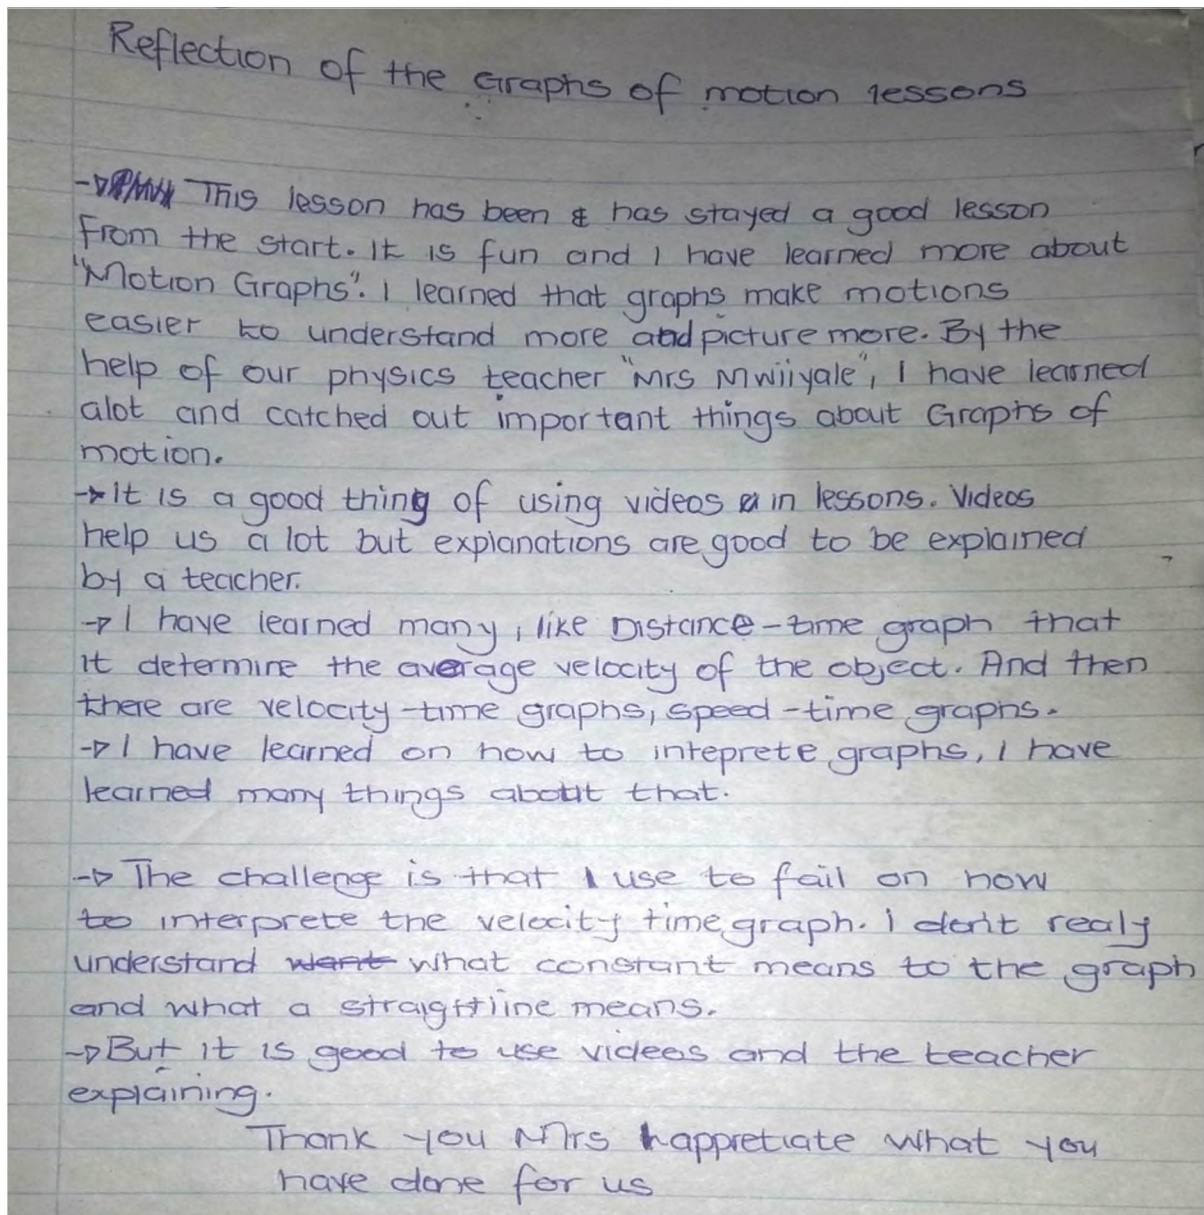 Reflection of the Graphs of motion lessons
→ This lesson has been & has stayed a good lesson
from the start. It is fun and I have learned more about
"Motion Graphs". I learned that graphs make motions
easier to understand more and picture more. By the
help of our physics teacher "Mrs Mwiiyale", I have learned
alot and catched out important things about Graphs of
motion.
→ It is a good thing of using videos in lessons. Videos
help us a lot but explanations are good to be explained
by a teacher.
→ I have learned many, like Distance-time graph that
it determine the average velocity of the object. And then
there are velocity-time graphs, speed-time graphs.
→ I have learned on how to inteprete graphs, I have
learned many things about that.
→ The challenge is that I use to fail on how
to interprete the velocity time graph. I don't realy
understand what constant means to the graph
and what a straigtline means.
→ But it is good to use videos and the teacher
explaining.
Thank you Mrs I appretiate what you
have done for us